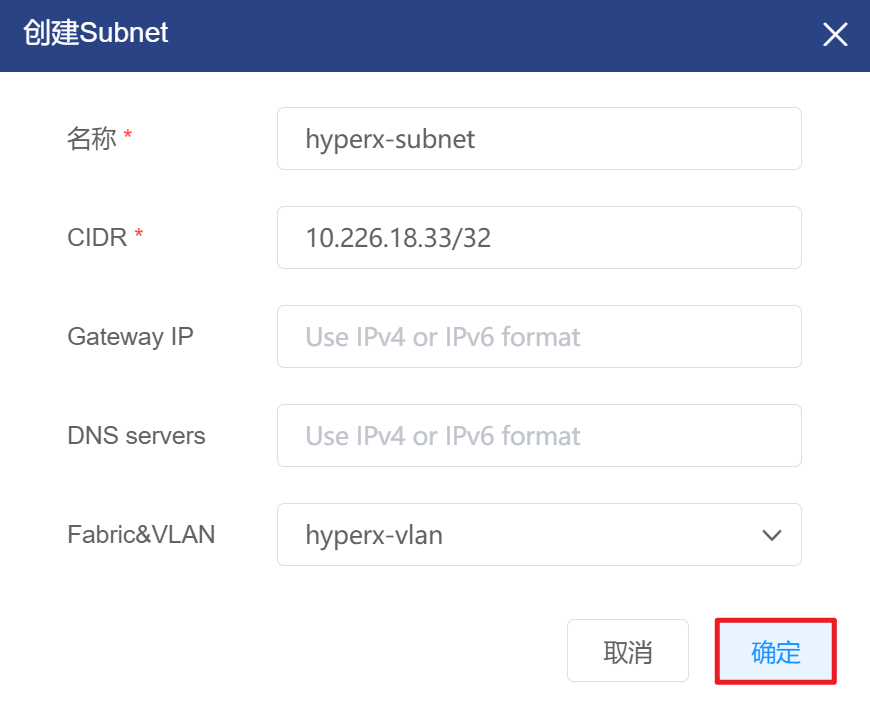 创建Subnet
名称 *
hyperx-subnet
CIDR *
10.226.18.33/32
Gateway IP
Use IPv4 or IPv6 format
DNS servers
Use IPv4 or IPv6 format
Fabric&VLAN
hyperx-vlan
取消
确定